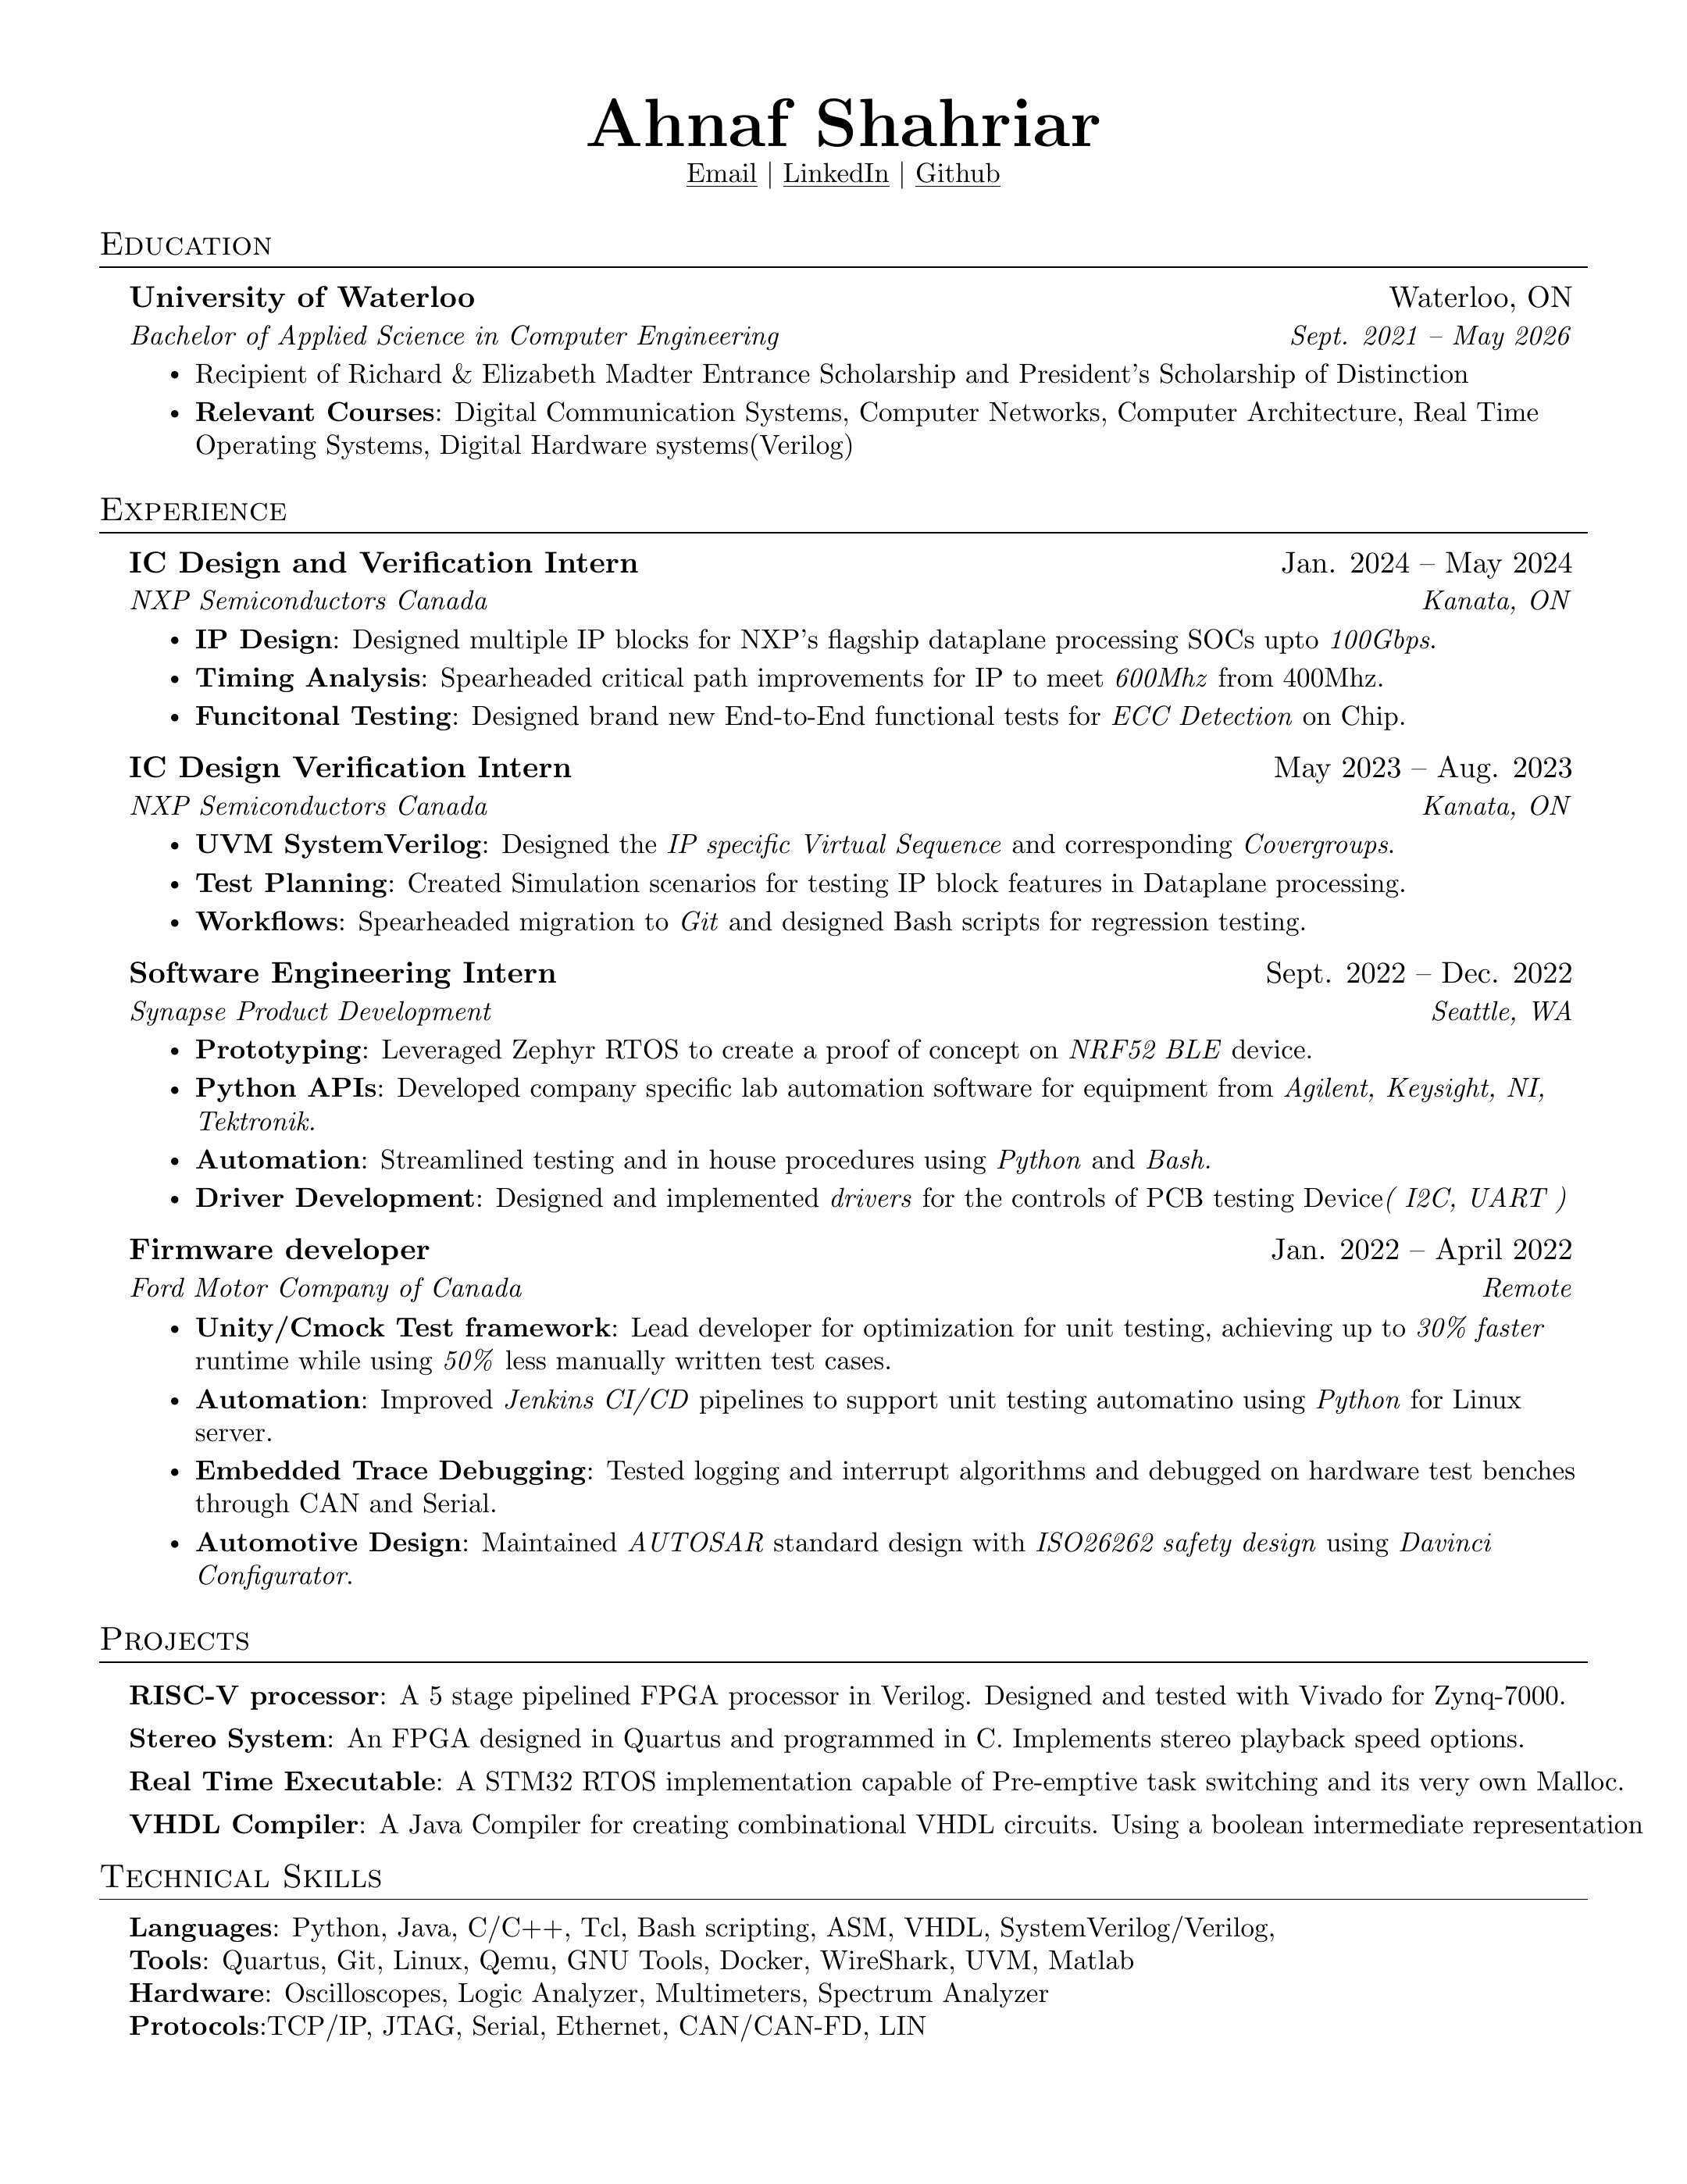 Ahnaf Shahriar
Email | LinkedIn | Github
Education
University of Waterloo Waterloo, ON
Bachelor of Applied Science in Computer Engineering Sept. 2021 – May 2026
• Recipient of Richard & Elizabeth Madter Entrance Scholarship and President's Scholarship of Distinction
• Relevant Courses: Digital Communication Systems, Computer Networks, Computer Architecture, Real Time
Operating Systems, Digital Hardware systems(Verilog)
Experience
IC Design and Verification Intern Jan. 2024 – May 2024
NXP Semiconductors Canada Kanata, ON
• IP Design: Designed multiple IP blocks for NXP's flagship dataplane processing SOCs upto 100Gbps.
• Timing Analysis: Spearheaded critical path improvements for IP to meet 600Mhz from 400Mhz.
• Funcitonal Testing: Designed brand new End-to-End functional tests for ECC Detection on Chip.
IC Design Verification Intern May 2023 – Aug. 2023
NXP Semiconductors Canada Kanata, ON
• UVM SystemVerilog: Designed the IP specific Virtual Sequence and corresponding Covergroups.
• Test Planning: Created Simulation scenarios for testing IP block features in Dataplane processing.
• Workflows: Spearheaded migration to Git and designed Bash scripts for regression testing.
Software Engineering Intern Sept. 2022 – Dec. 2022
Synapse Product Development Seattle, WA
• Prototyping: Leveraged Zephyr RTOS to create a proof of concept on NRF52 BLE device.
• Python APIs: Developed company specific lab automation software for equipment from Agilent, Keysight, NI,
Tektronik.
• Automation: Streamlined testing and in house procedures using Python and Bash.
• Driver Development: Designed and implemented drivers for the controls of PCB testing Device( I2C, UART )
Firmware developer Jan. 2022 – April 2022
Ford Motor Company of Canada Remote
• Unity/Cmock Test framework: Lead developer for optimization for unit testing, achieving up to 30% faster
runtime while using 50% less manually written test cases.
• Automation: Improved Jenkins CI/CD pipelines to support unit testing automatino using Python for Linux
server.
• Embedded Trace Debugging: Tested logging and interrupt algorithms and debugged on hardware test benches
through CAN and Serial.
• Automotive Design: Maintained AUTOSAR standard design with ISO26262 safety design using Davinci
Configurator.
Projects
RISC-V processor: A 5 stage pipelined FPGA processor in Verilog. Designed and tested with Vivado for Zynq-7000.
Stereo System: An FPGA designed in Quartus and programmed in C. Implements stereo playback speed options.
Real Time Executable: A STM32 RTOS implementation capable of Pre-emptive task switching and its very own Malloc.
VHDL Compiler: A Java Compiler for creating combinational VHDL circuits. Using a boolean intermediate representation
Technical Skills
Languages: Python, Java, C/C++, Tcl, Bash scripting, ASM, VHDL, SystemVerilog/Verilog,
Tools: Quartus, Git, Linux, Qemu, GNU Tools, Docker, WireShark, UVM, Matlab
Hardware: Oscilloscopes, Logic Analyzer, Multimeters, Spectrum Analyzer
Protocols:TCP/IP, JTAG, Serial, Ethernet, CAN/CAN-FD, LIN